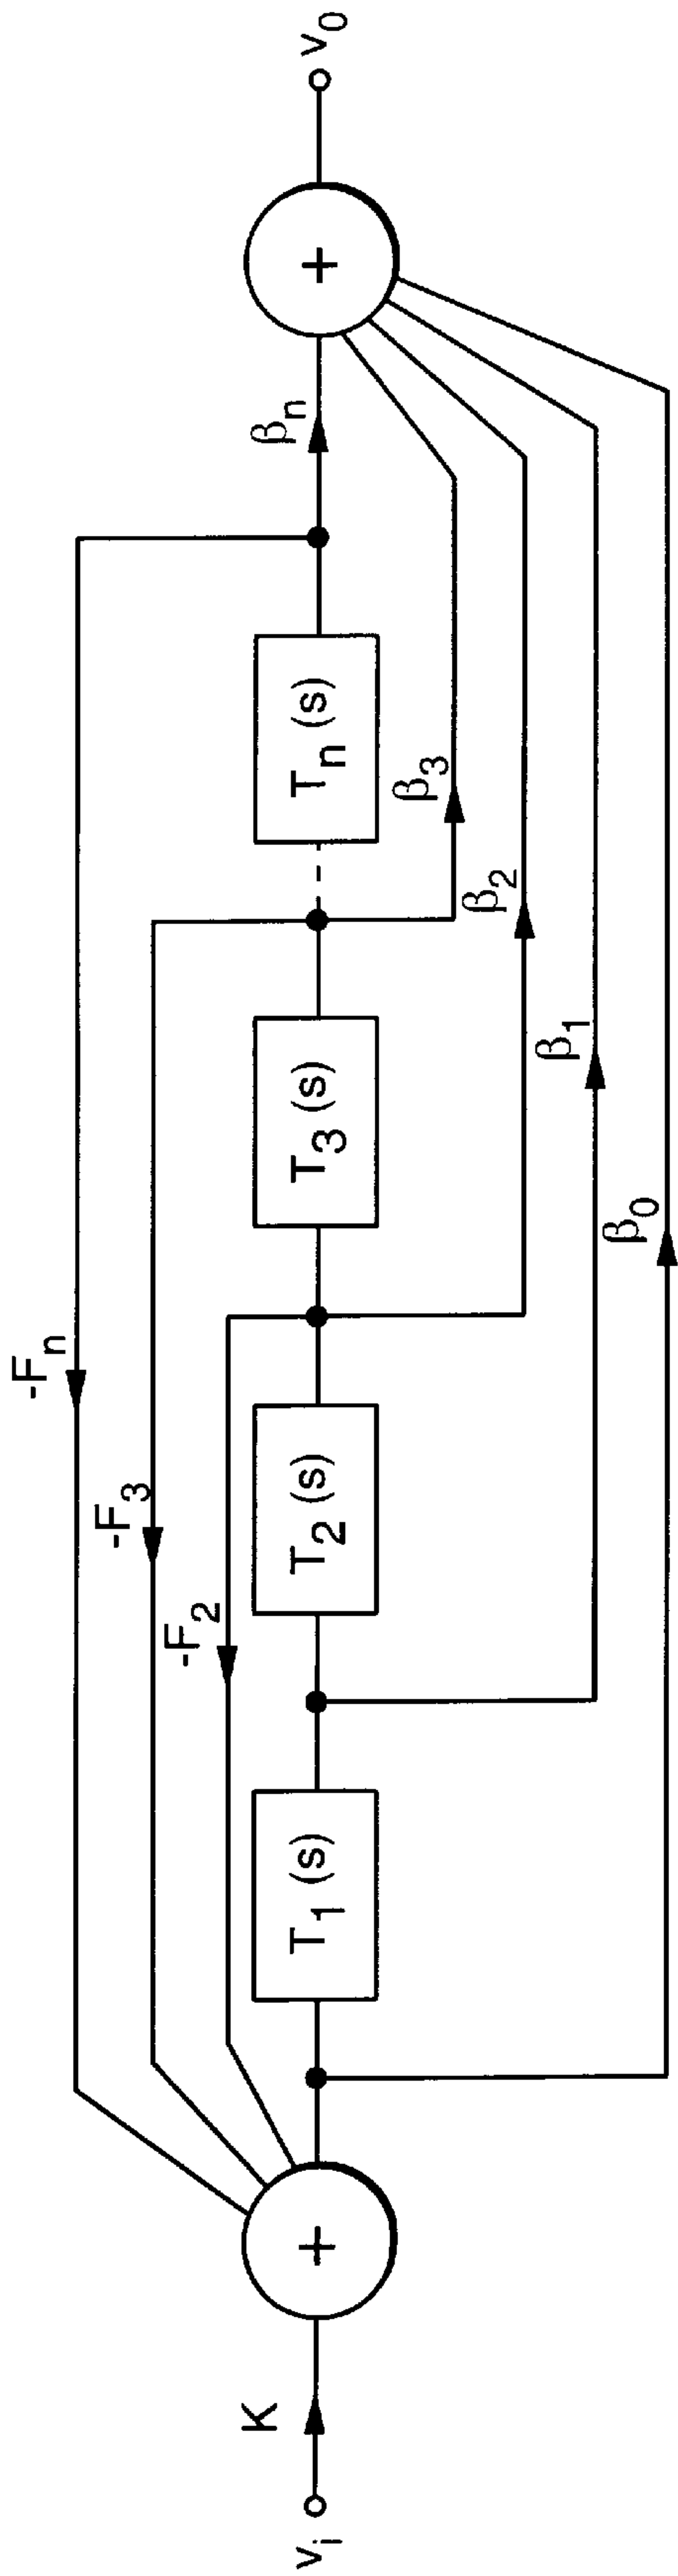 -Fₙ
-F₃
-F₂
vᵢ
K
+
T₁ (s)
T₂ (s)
T₃ (s)
Tₙ (s)
βₙ
+
v₀
β₃
β₂
β₁
β₀